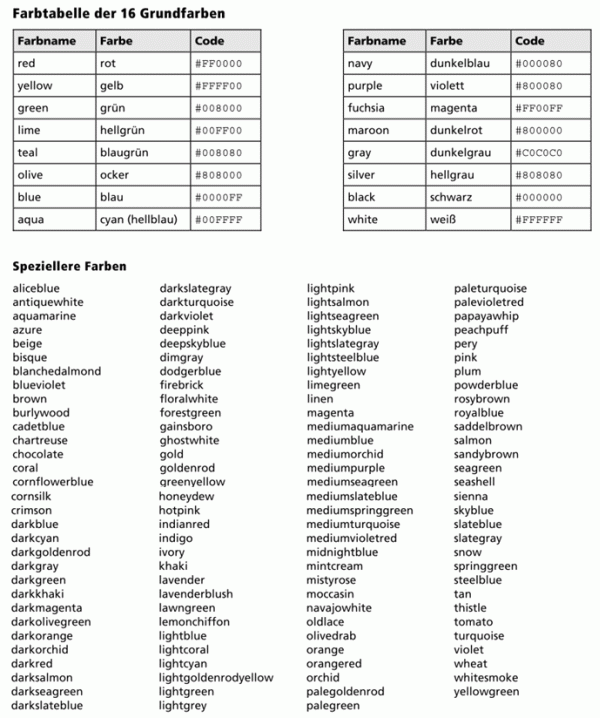 Farbtabelle der 16 Grundfarben
Farbname Farbe Code
red rot #FF0000
yellow gelb #FFFF00
green grün #008000
lime hellgrün #00FF00
teal blaugrün #008080
olive ocker #808000
blue blau #0000FF
aqua cyan (hellblau) #00FFFF
Farbname Farbe Code
navy dunkelblau #000080
purple violett #800080
fuchsia magenta #FF00FF
maroon dunkelrot #800000
gray dunkelgrau #C0C0C0
silver hellgrau #808080
black schwarz #000000
white weiß #FFFFFF
Speziellere Farben
aliceblue
antiquewhite
aquamarine
azure
beige
bisque
blanchedalmond
blueviolet
brown
burlywood
cadetblue
chartreuse
chocolate
coral
cornflowerblue
cornsilk
crimson
darkblue
darkcyan
darkgoldenrod
darkgray
darkgreen
darkkhaki
darkmagenta
darkolivegreen
darkorange
darkorchid
darkred
darksalmon
darkseagreen
darkslateblue
darkslategray
darkturquoise
darkviolet
deeppink
deepskyblue
dimgray
dodgerblue
firebrick
floralwhite
forestgreen
gainsboro
ghostwhite
gold
goldenrod
greenyellow
honeydew
hotpink
indianred
indigo
ivory
khaki
lavender
lavenderblush
lawngreen
lemonchiffon
lightblue
lightcoral
lightcyan
lightgoldenrodyellow
lightgreen
lightgrey
lightpink
lightsalmon
lightseagreen
lightskyblue
lightslategray
lightsteelblue
lightyellow
limegreen
linen
magenta
mediumaquamarine
mediumblue
mediumorchid
mediumpurple
mediumseagreen
mediumslateblue
mediumspringgreen
mediumturquoise
mediumvioletred
midnightblue
mintcream
mistyrose
moccasin
navajowhite
oldlace
olivedrab
orange
orangered
orchid
palegoldenrod
palegreen
paleturquoise
palevioletred
papayawhip
peachpuff
pery
pink
plum
powderblue
rosybrown
royalblue
saddelbrown
salmon
sandybrown
seagreen
seashell
sienna
skyblue
slateblue
slategray
snow
springgreen
steelblue
tan
thistle
tomato
turquoise
violet
wheat
whitesmoke
yellowgreen